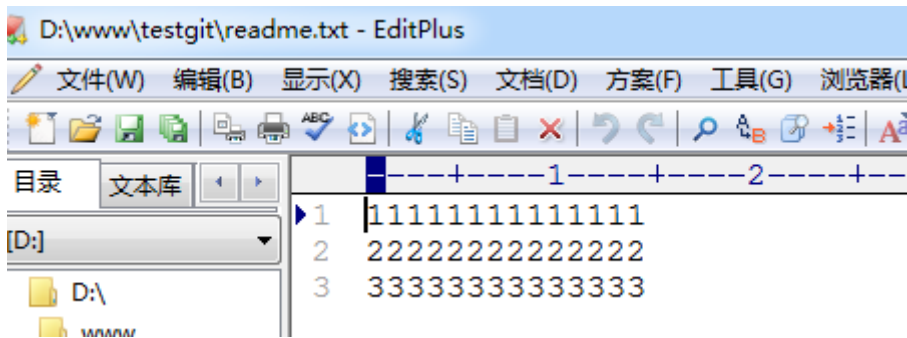 D:\www\testgit\readme.txt - EditPlus
文件(W) 编辑(B) 显示(X) 搜索(S) 文档(D) 方案(F) 工具(G) 浏览器(L
ABC
目录 文本库
----+----1----+----2----+--
[D:]
1 11111111111111
2 22222222222222
3 33333333333333
D:\
www